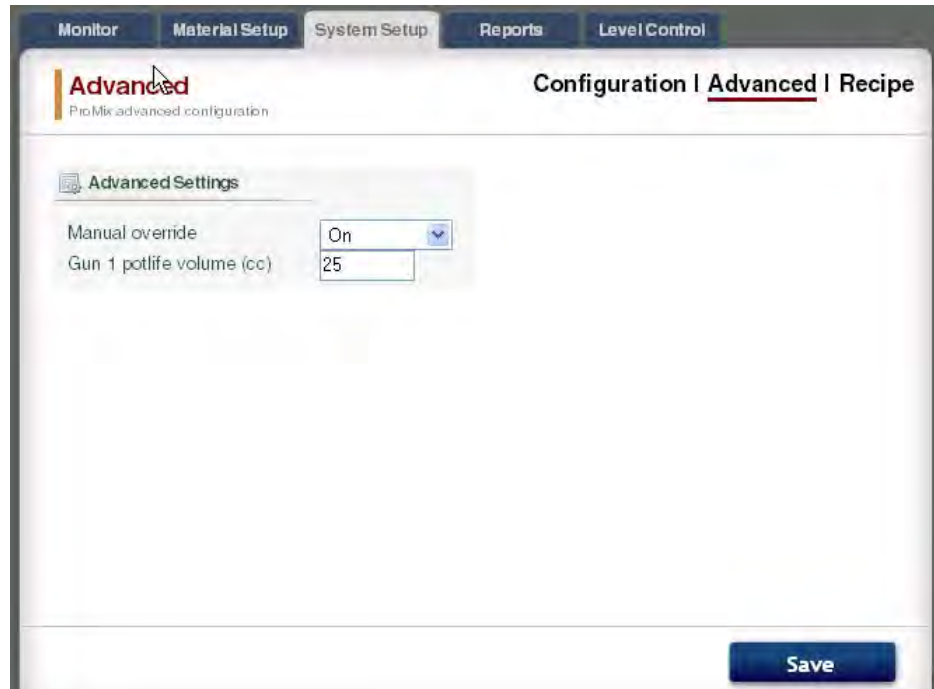 Monitor Material Setup System Setup Reports Level Control
Advanced
ProMix advanced configuration
Configuration | Advanced | Recipe
Advanced Settings
Manual override On
Gun 1 potlife volume (cc) 25
Save